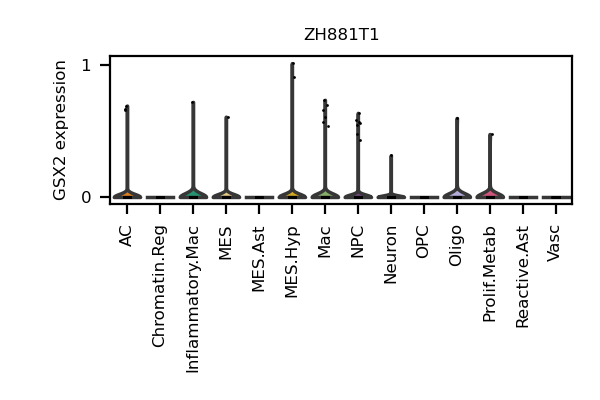 ZH881T1
GSX2 expression
1
0
AC
Chromatin.Reg
Inflammatory.Mac
MES
MES.Ast
MES.Hyp
Mac
NPC
Neuron
OPC
Oligo
Prolif.Metab
Reactive.Ast
Vasc